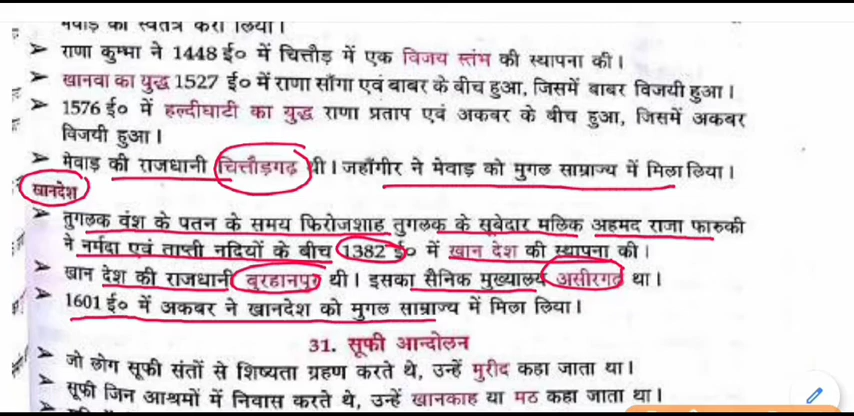 मेवाड़ को स्वतंत्र करा लिया।
राणा कुम्भा ने 1448 ई० में चित्तौड़ में एक विजय स्तंभ की स्थापना की।
खानवा का युद्ध 1527 ई० में राणा साँगा एवं बाबर के बीच हुआ, जिसमें बाबर विजयी हुआ।
1576 ई० में हल्दीघाटी का युद्ध राणा प्रताप एवं अकबर के बीच हुआ, जिसमें अकबर
विजयी हुआ।
मेवाड़ की राजधानी चित्तौड़गढ़ थी। जहाँगीर ने मेवाड़ को मुगल साम्राज्य में मिला लिया।
खानदेश
तुगलक वंश के पतन के समय फिरोजशाह तुगलक के सूबेदार मलिक अहमद राजा फारुकी
ने नर्मदा एवं ताप्ती नदियों के बीच 1382 ई० में खान देश की स्थापना की।
खान देश की राजधानी बुरहानपुर थी। इसका सैनिक मुख्यालय असीरगढ़ था।
1601 ई० में अकबर ने खानदेश को मुगल साम्राज्य में मिला लिया।
31. सूफी आन्दोलन
जो लोग सूफी संतों से शिष्यता ग्रहण करते थे, उन्हें मुरीद कहा जाता था।
सूफी जिन आश्रमों में निवास करते थे, उन्हें खानकाह या मठ कहा जाता था।